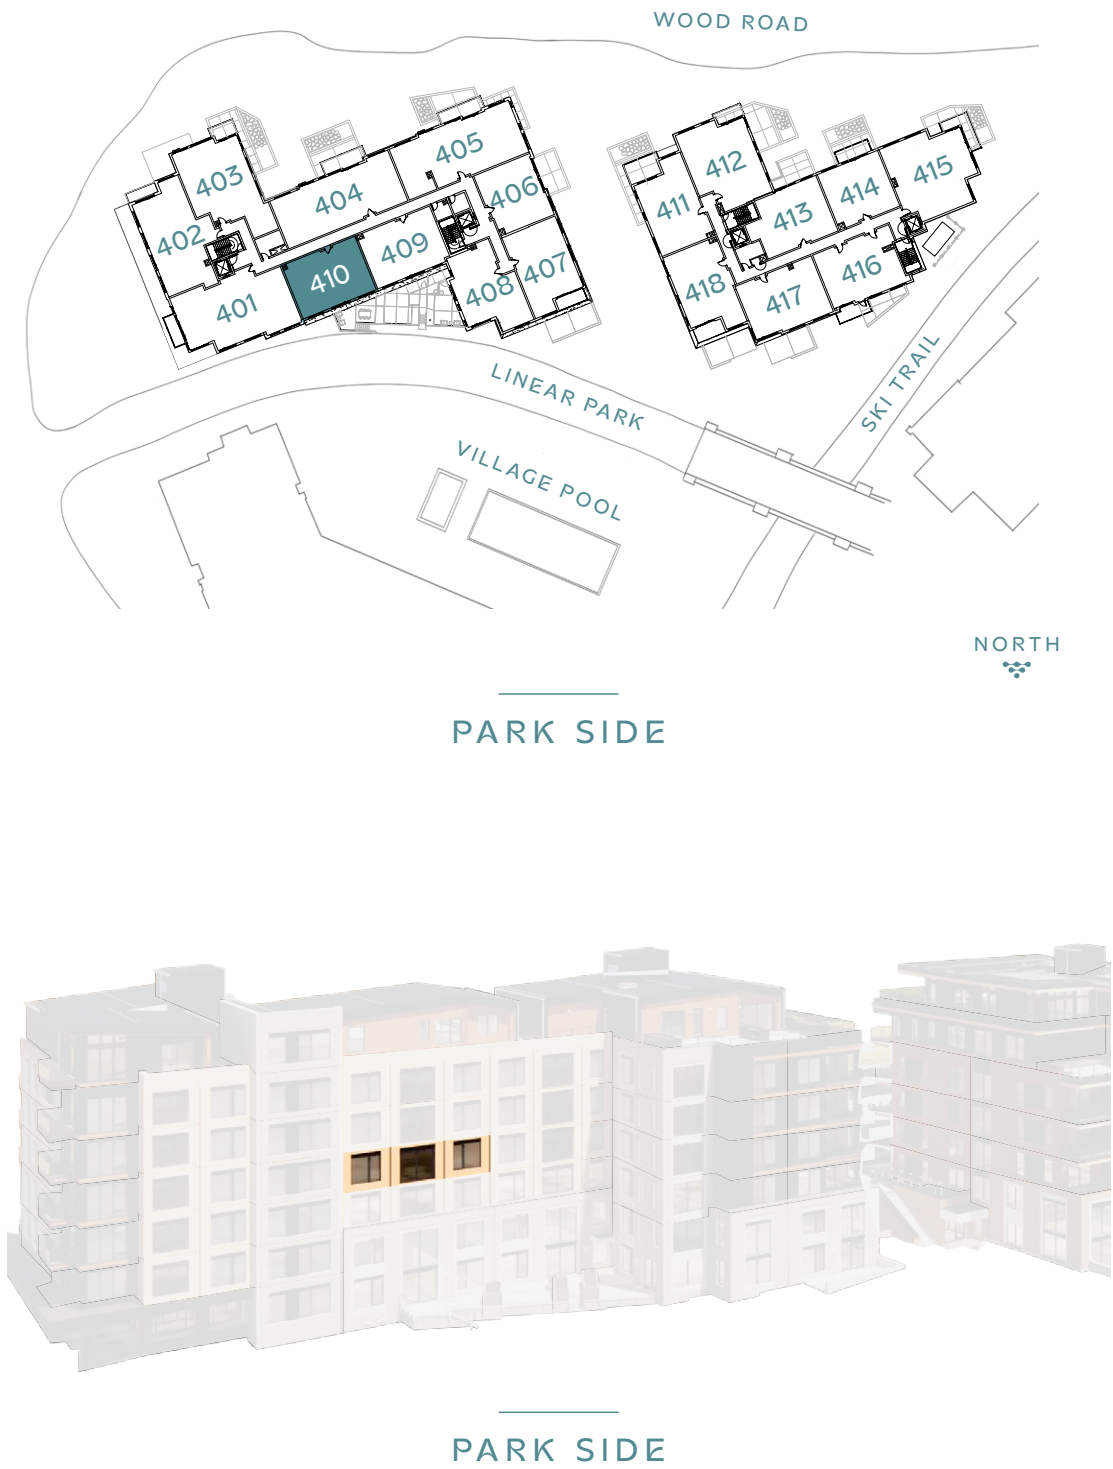 WOOD ROAD
405
403
404
406
402
409
407
410
408
401
412
415
414
411
413
416
418
417
LINEAR PARK
SKI TRAIL
VILLAGE POOL
NORTH
PARK SIDE
PARK SIDE